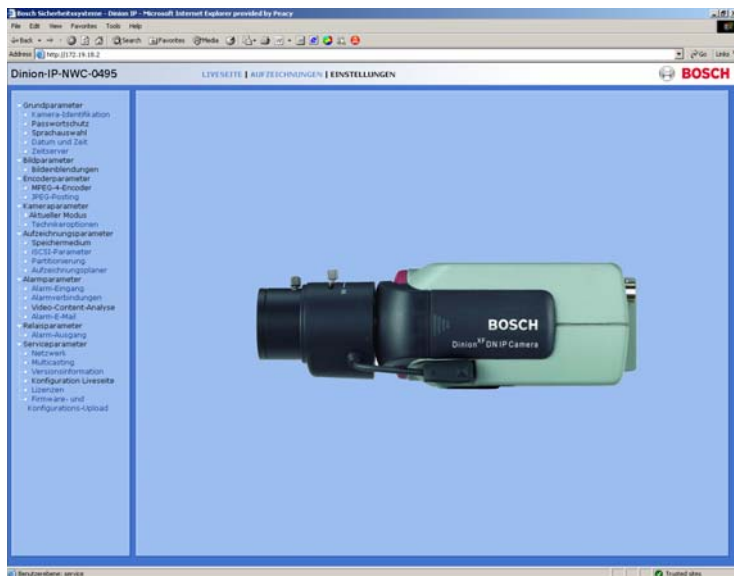 Bosch Sicherheitssysteme - Dinion IP - Microsoft Internet Explorer provided by Peacy
File Edit View Favorites Tools Help
Back Search Favorites Media
Address http://172.19.18.2 Go Links
Dinion-IP-NWC-0495 LIVESEITE | AUFZEICHNUNGEN | EINSTELLUNGEN BOSCH
Grundparameter
Kamera-Identifikation
Passwortschutz
Sprachauswahl
Datum und Zeit
Zeitserver
Bildparameter
Bildeinblendungen
Encoderparameter
MPEG-4-Encoder
JPEG-Posting
Kameraparameter
Aktueller Modus
Technikeroptionen
Aufzeichnungsparameter
Speichermedium
iSCSI-Parameter
Partitionierung
Aufzeichnungsplaner
Alarmparameter
Alarm-Eingang
Alarmverbindungen
Video-Content-Analyse
Alarm-E-Mail
Relaisparameter
Alarm-Ausgang
Serviceparameter
Netzwerk
Multicasting
Versionsinformation
Konfiguration Liveseite
Lizenzen
Firmware- und
Konfigurations-Upload
BOSCH
Dinion XF DN IP Camera
Benutzerebene: service Trusted sites